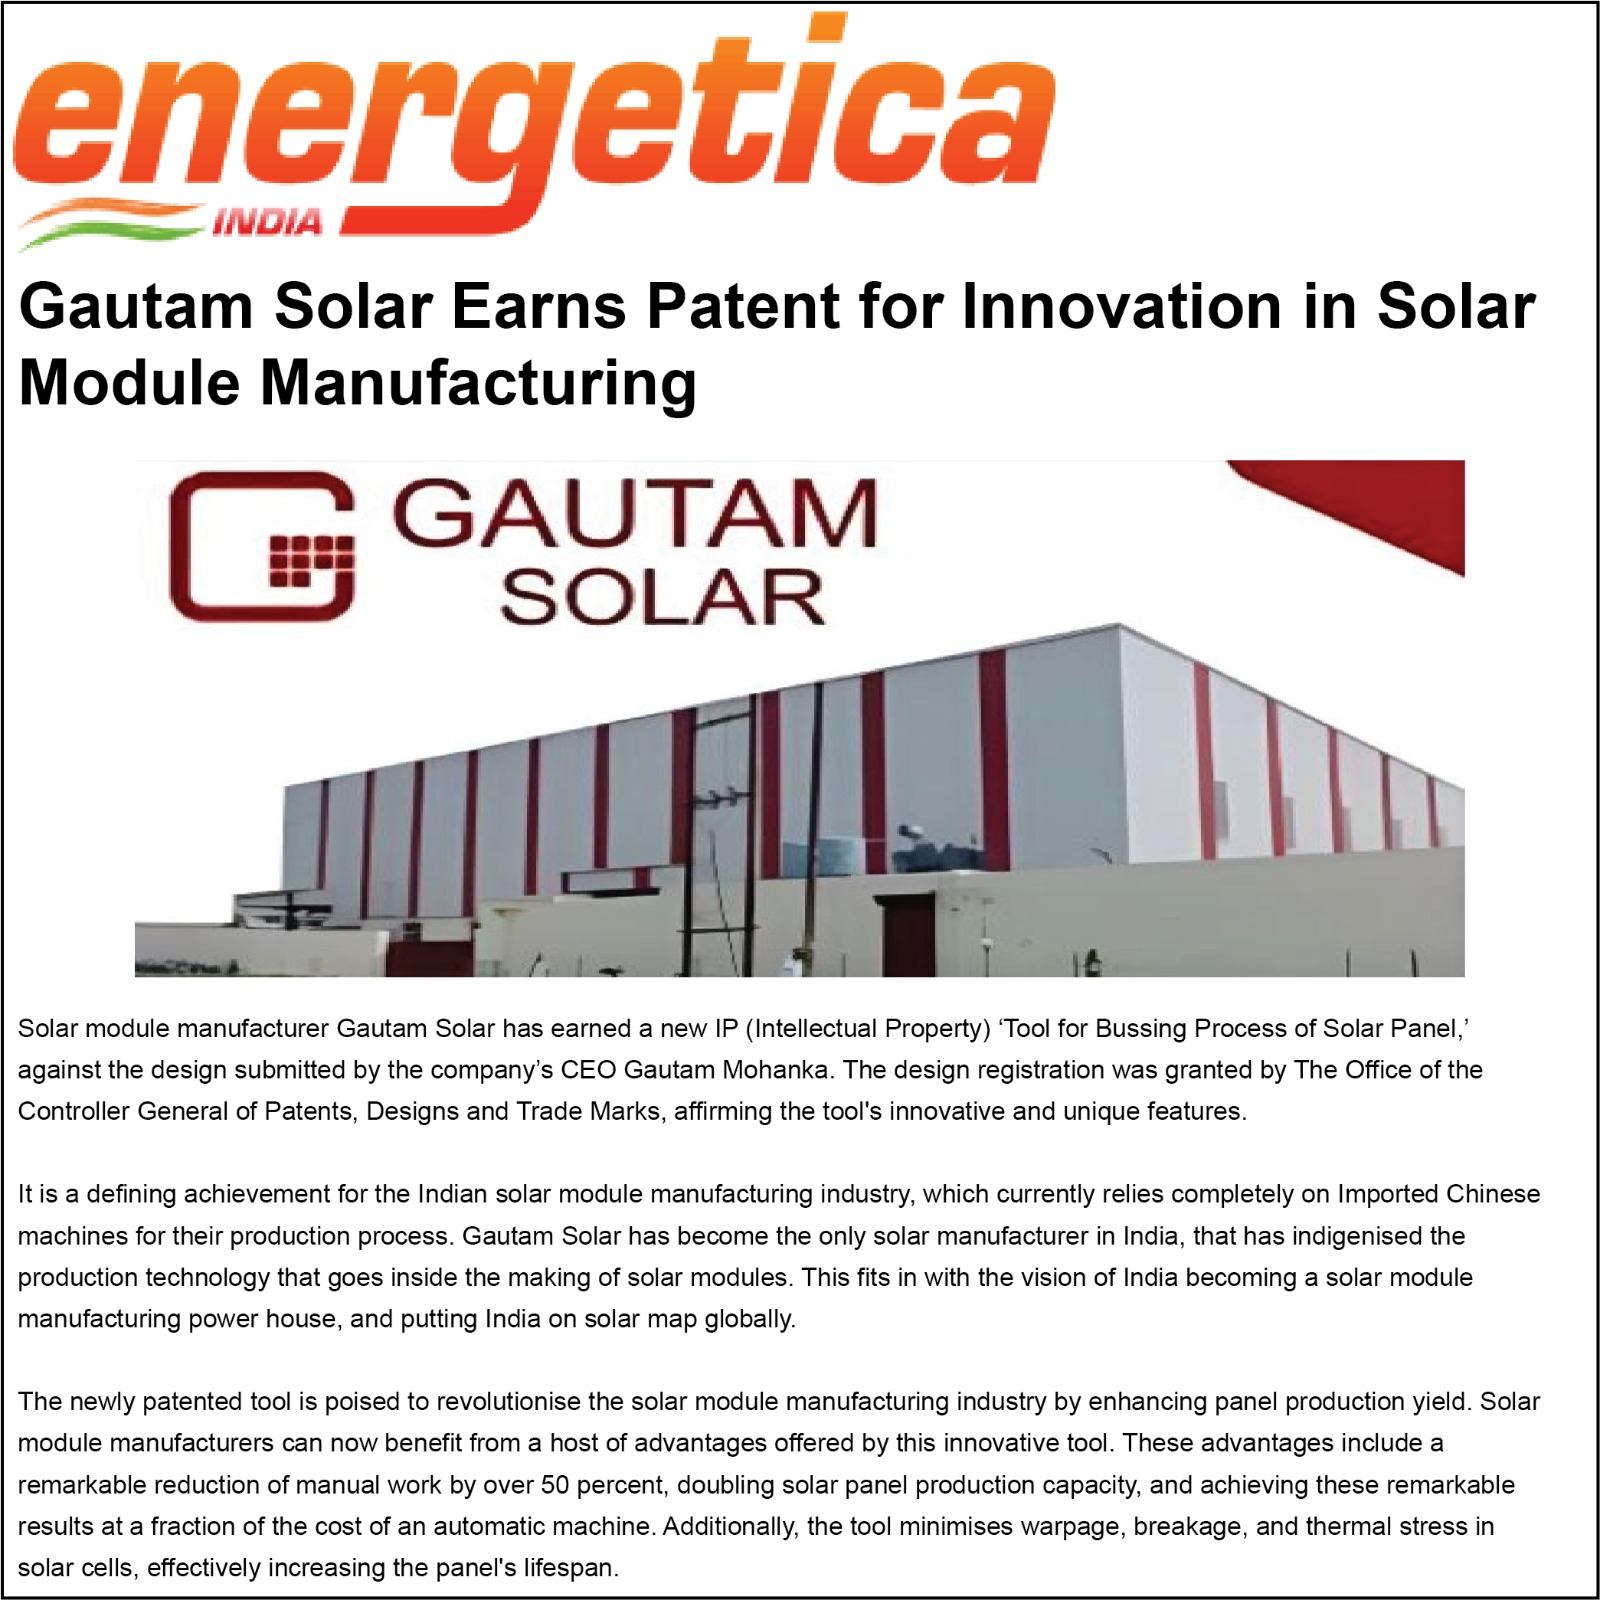 energetica
INDIA
Gautam Solar Earns Patent for Innovation in Solar
Module Manufacturing
GAUTAM
SOLAR
Solar module manufacturer Gautam Solar has earned a new IP (Intellectual Property) ‘Tool for Bussing Process of Solar Panel,’
against the design submitted by the company’s CEO Gautam Mohanka. The design registration was granted by The Office of the
Controller General of Patents, Designs and Trade Marks, affirming the tool's innovative and unique features.
It is a defining achievement for the Indian solar module manufacturing industry, which currently relies completely on Imported Chinese
machines for their production process. Gautam Solar has become the only solar manufacturer in India, that has indigenised the
production technology that goes inside the making of solar modules. This fits in with the vision of India becoming a solar module
manufacturing power house, and putting India on solar map globally.
The newly patented tool is poised to revolutionise the solar module manufacturing industry by enhancing panel production yield. Solar
module manufacturers can now benefit from a host of advantages offered by this innovative tool. These advantages include a
remarkable reduction of manual work by over 50 percent, doubling solar panel production capacity, and achieving these remarkable
results at a fraction of the cost of an automatic machine. Additionally, the tool minimises warpage, breakage, and thermal stress in
solar cells, effectively increasing the panel's lifespan.